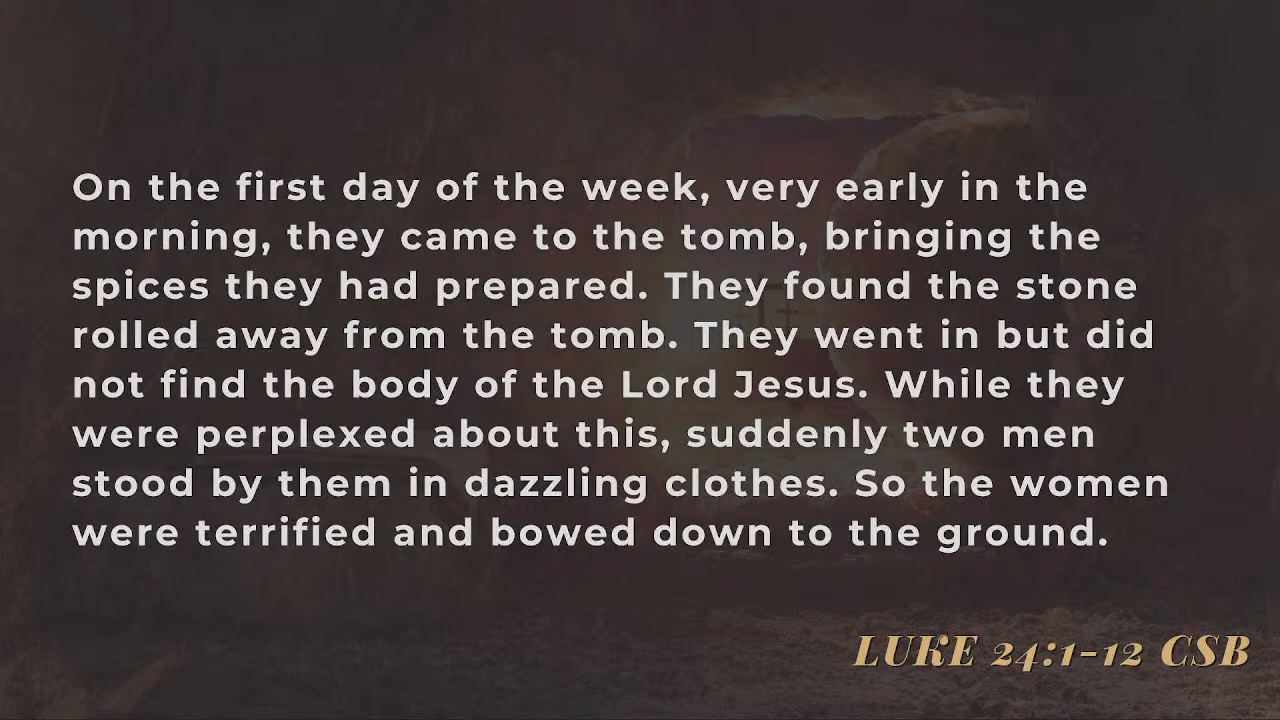 On the first day of the week, very early in the
morning, they came to the tomb, bringing the
spices they had prepared. They found the stone
rolled away from the tomb. They went in but did
not find the body of the Lord Jesus. While they
were perplexed about this, suddenly two men
stood by them in dazzling clothes. So the women
were terrified and bowed down to the ground.
LUKE 24:1-12 CSB